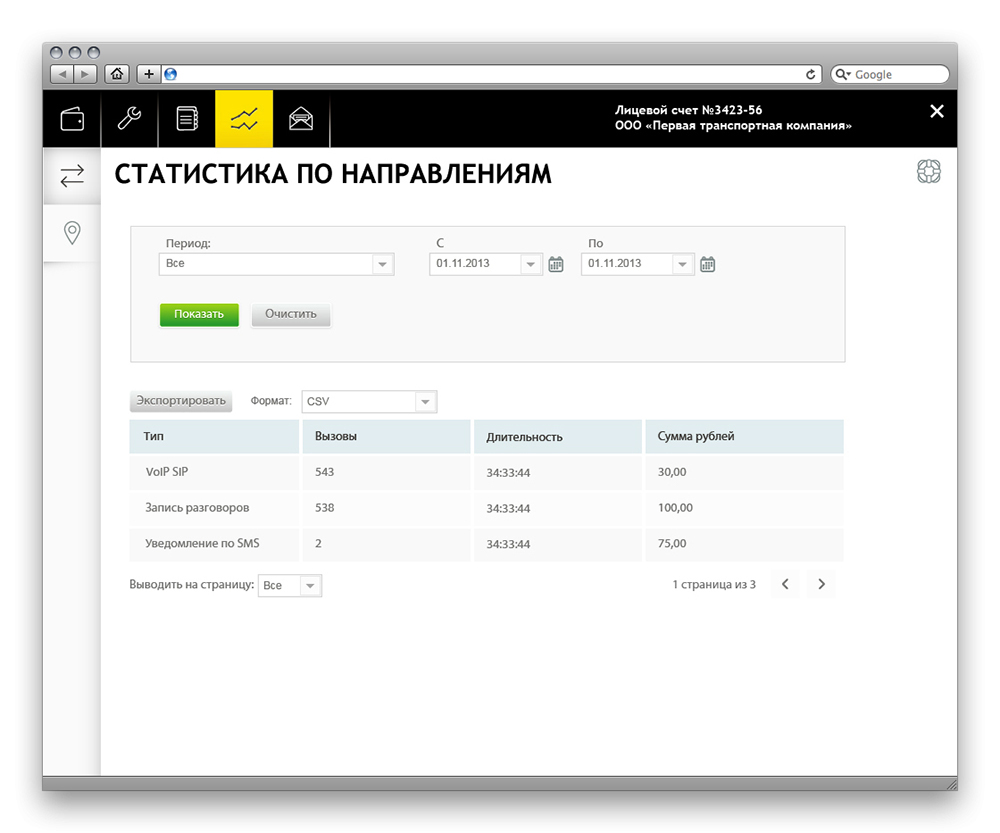 Google
Лицевой счет №3423-56
ООО «Первая транспортная компания»
СТАТИСТИКА ПО НАПРАВЛЕНИЯМ
Период: С По
Все 01.11.2013 01.11.2013
Показать Очистить
Экспортировать Формат: CSV
Тип Вызовы Длительность Сумма рублей
VoIP SIP 543 34:33:44 30,00
Запись разговоров 538 34:33:44 100,00
Уведомление по SMS 2 34:33:44 75,00
Выводить на страницу: Все 1 страница из 3